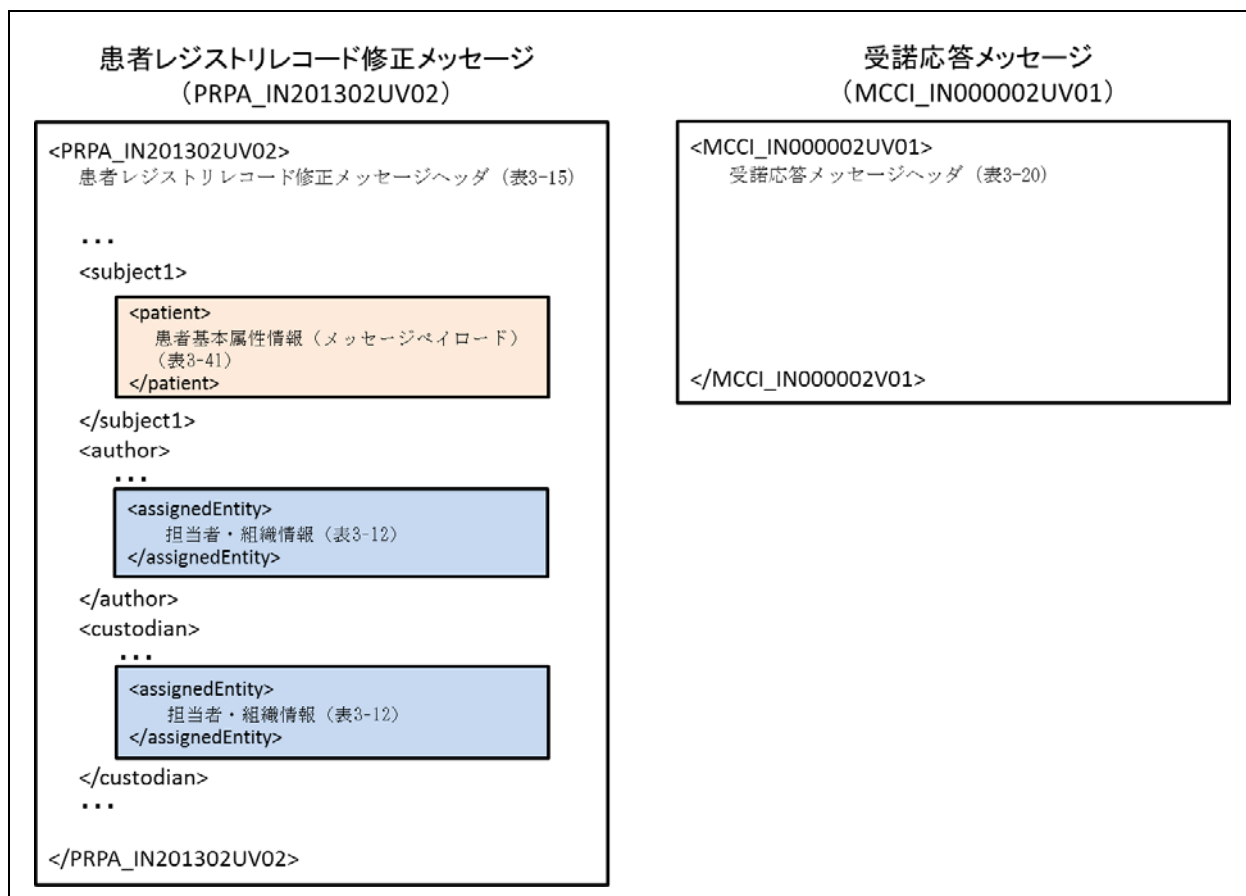 患者レジストリレコード修正メッセージ
（PRPA_IN201302UV02）
<PRPA_IN201302UV02>
患者レジストリレコード修正メッセージヘッダ（表3-15）
...
<subject1>
<patient>
患者基本属性情報（メッセージペイロード）
（表3-41）
</patient>
</subject1>
<author>
...
<assignedEntity>
担当者・組織情報（表3-12）
</assignedEntity>
</author>
<custodian>
...
<assignedEntity>
担当者・組織情報（表3-12）
</assignedEntity>
</custodian>
...
</PRPA_IN201302UV02>
受諾応答メッセージ
（MCCI_IN000002UV01）
<MCCI_IN000002UV01>
受諾応答メッセージヘッダ（表3-20）
</MCCI_IN000002V01>